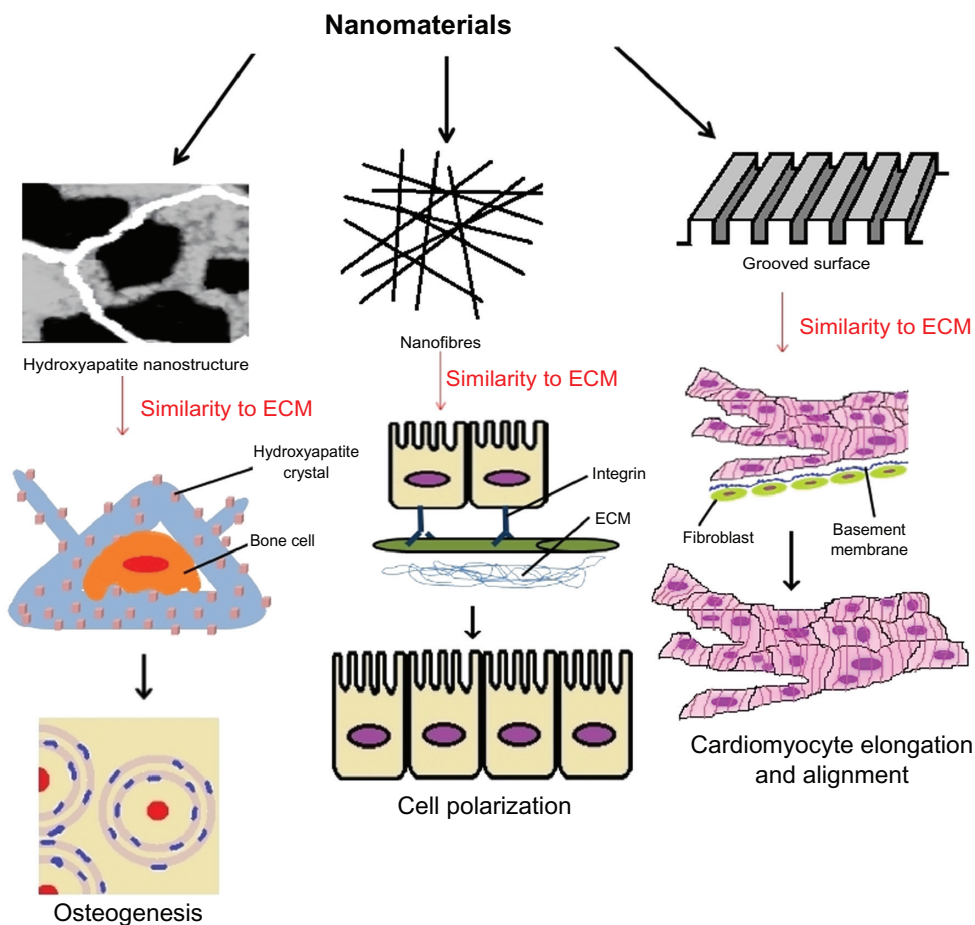 Nanomaterials
Hydroxyapatite nanostructure
Similarity to ECM
Hydroxyapatite
crystal
Bone cell
Osteogenesis
Nanofibres
Similarity to ECM
Integrin
ECM
Cell polarization
Grooved surface
Similarity to ECM
Fibroblast
Basement
membrane
Cardiomyocyte elongation
and alignment